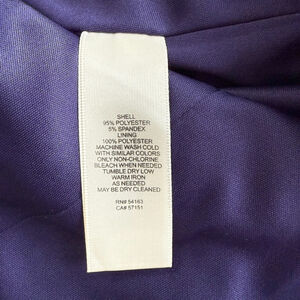 SHELL
95% POLYESTER
5% SPANDEX
LINING
100% POLYESTER
MACHINE WASH COLD
WITH SIMILAR COLORS
ONLY NON-CHLORINE
BLEACH WHEN NEEDED
TUMBLE DRY LOW
WARM IRON
AS NEEDED
MAY BE DRY CLEANED
RN# 54163
CA# 57151